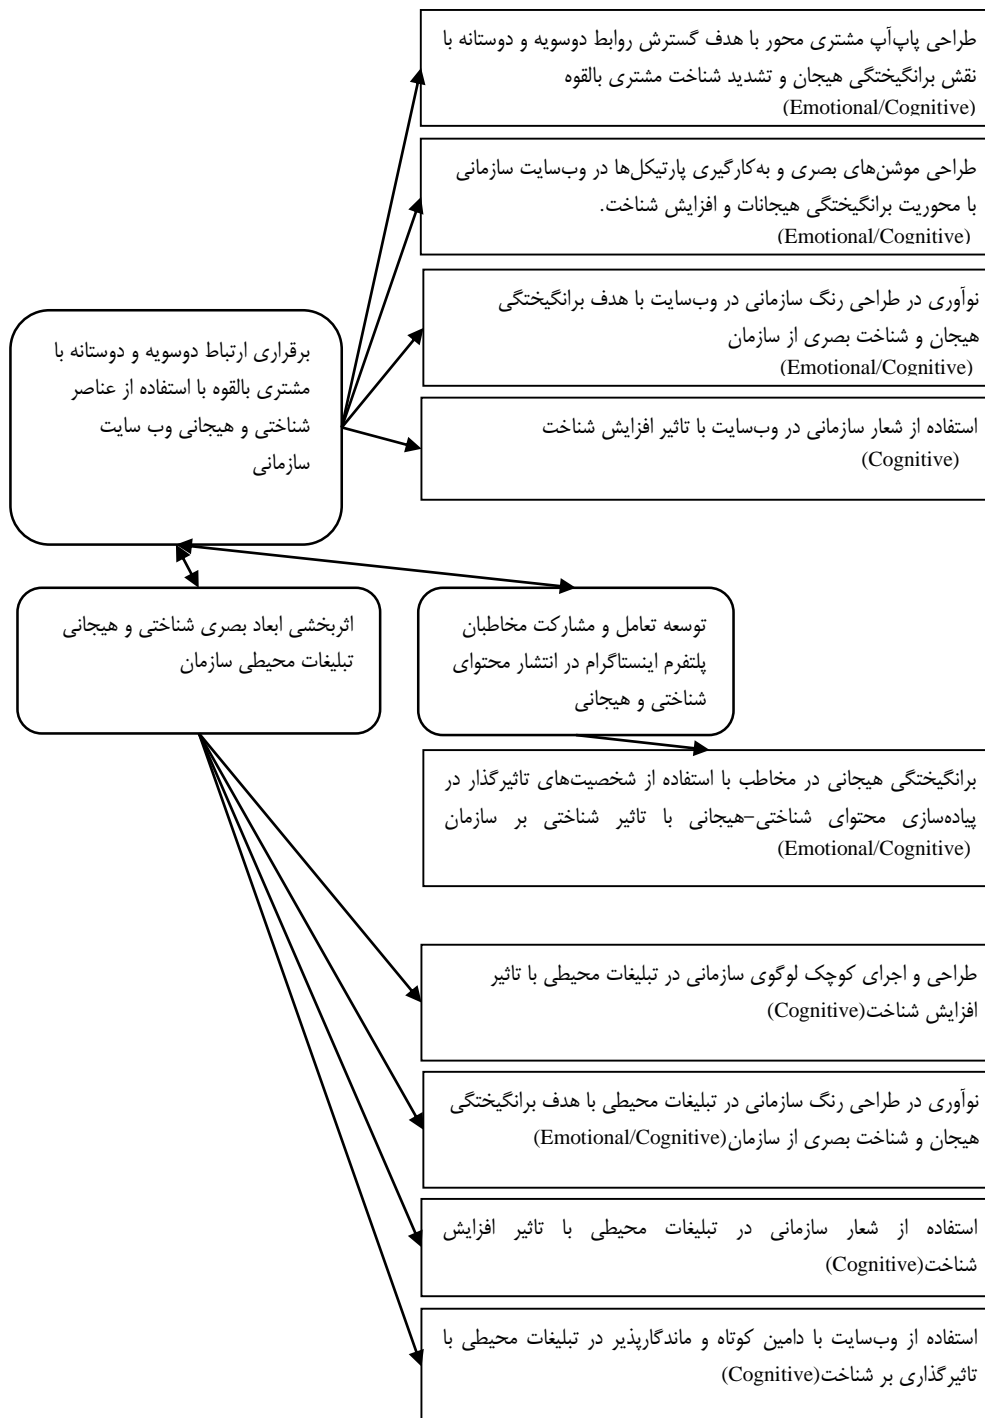 طراحی پاپ‌آپ مشتری محور با هدف گسترش روابط دوسویه و دوستانه با
نقش برانگیختگی هیجان و تشدید شناخت مشتری بالقوه
(Emotional/Cognitive)
طراحی موشن‌های بصری و به‌کارگیری پارتیکل‌ها در وب‌سایت سازمانی
با محوریت برانگیختگی هیجانات و افزایش شناخت.
(Emotional/Cognitive)
نوآوری در طراحی رنگ سازمانی در وب‌سایت با هدف برانگیختگی
هیجان و شناخت بصری از سازمان
(Emotional/Cognitive)
استفاده از شعار سازمانی در وب‌سایت با تاثیر افزایش شناخت
(Cognitive)
برقراری ارتباط دوسویه و دوستانه با
مشتری بالقوه با استفاده از عناصر
شناختی و هیجانی وب سایت
سازمانی
توسعه تعامل و مشارکت مخاطبان
پلتفرم اینستاگرام در انتشار محتوای
شناختی و هیجانی
اثربخشی ابعاد بصری شناختی و هیجانی
تبلیغات محیطی سازمان
برانگیختگی هیجانی در مخاطب با استفاده از شخصیت‌های تاثیرگذار در
پیاده‌سازی محتوای شناختی–هیجانی با تاثیر شناختی بر سازمان
(Emotional/Cognitive)
طراحی و اجرای کوچک لوگوی سازمانی در تبلیغات محیطی با تاثیر
افزایش شناخت(Cognitive)
نوآوری در طراحی رنگ سازمانی در تبلیغات محیطی با هدف برانگیختگی
هیجان و شناخت بصری از سازمان(Emotional/Cognitive)
استفاده از شعار سازمانی در تبلیغات محیطی با تاثیر افزایش
شناخت(Cognitive)
استفاده از وب‌سایت با دامین کوتاه و ماندگارپذیر در تبلیغات محیطی با
تاثیرگذاری بر شناخت(Cognitive)